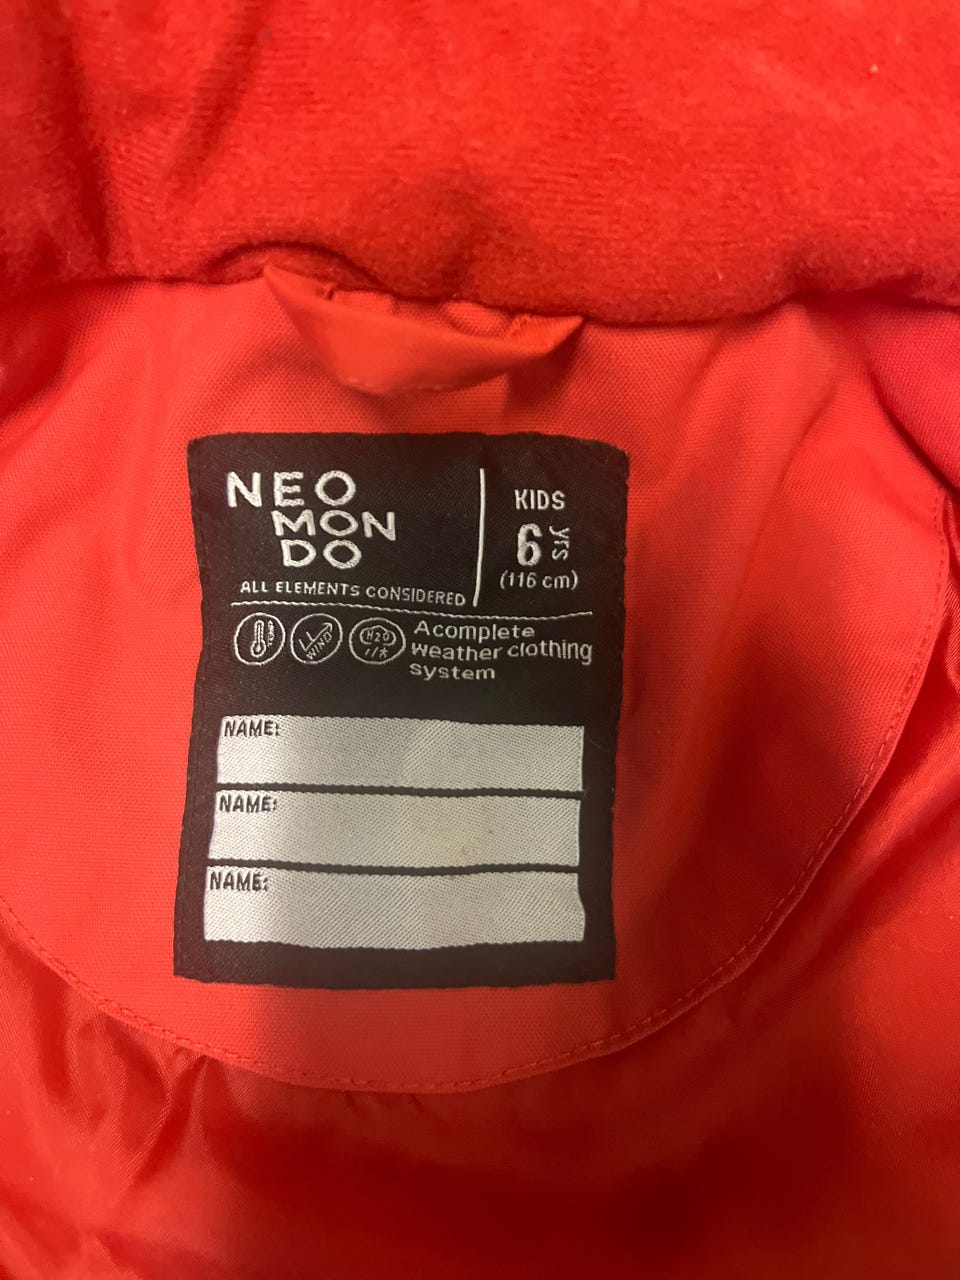 NEO
MON
DO
ALL ELEMENTS CONSIDERED
KIDS
6 yrs
(116 cm)
WIND
H2O
A complete
weather clothing
system
NAME:
NAME:
NAME: